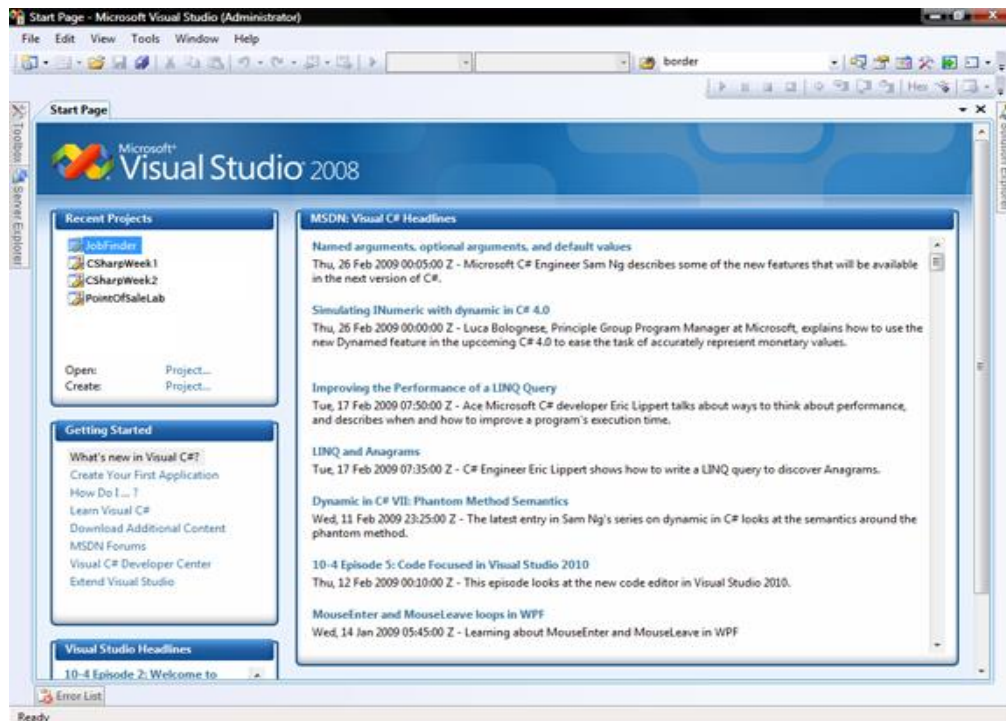 Start Page - Microsoft Visual Studio (Administrator)
File Edit View Tools Window Help
border
Hex
Start Page
Toolbox
Server Explorer
Solution Explorer
Microsoft
Visual Studio 2008
Recent Projects
JobFinder
CSharpWeek1
CSharpWeek2
PointOfSaleLab
Open: Project...
Create: Project...
Getting Started
What's new in Visual C#?
Create Your First Application
How Do I ... ?
Learn Visual C#
Download Additional Content
MSDN Forums
Visual C# Developer Center
Extend Visual Studio
Visual Studio Headlines
10-4 Episode 2: Welcome to
MSDN: Visual C# Headlines
Named arguments, optional arguments, and default values
Thu, 26 Feb 2009 00:05:00 Z - Microsoft C# Engineer Sam Ng describes some of the new features that will be available
in the next version of C#.
Simulating INumeric with dynamic in C# 4.0
Thu, 26 Feb 2009 00:00:00 Z - Luca Bolognese, Principle Group Program Manager at Microsoft, explains how to use the
new Dynamed feature in the upcoming C# 4.0 to ease the task of accurately represent monetary values.
Improving the Performance of a LINQ Query
Tue, 17 Feb 2009 07:50:00 Z - Ace Microsoft C# developer Eric Lippert talks about ways to think about performance,
and describes when and how to improve a program's execution time.
LINQ and Anagrams
Tue, 17 Feb 2009 07:35:00 Z - C# Engineer Eric Lippert shows how to write a LINQ query to discover Anagrams.
Dynamic in C# VII: Phantom Method Semantics
Wed, 11 Feb 2009 23:25:00 Z - The latest entry in Sam Ng's series on dynamic in C# looks at the semantics around the
phantom method.
10-4 Episode 5: Code Focused in Visual Studio 2010
Thu, 12 Feb 2009 00:10:00 Z - This episode looks at the new code editor in Visual Studio 2010.
MouseEnter and MouseLeave loops in WPF
Wed, 14 Jan 2009 05:45:00 Z - Learning about MouseEnter and MouseLeave in WPF
Error List
Ready